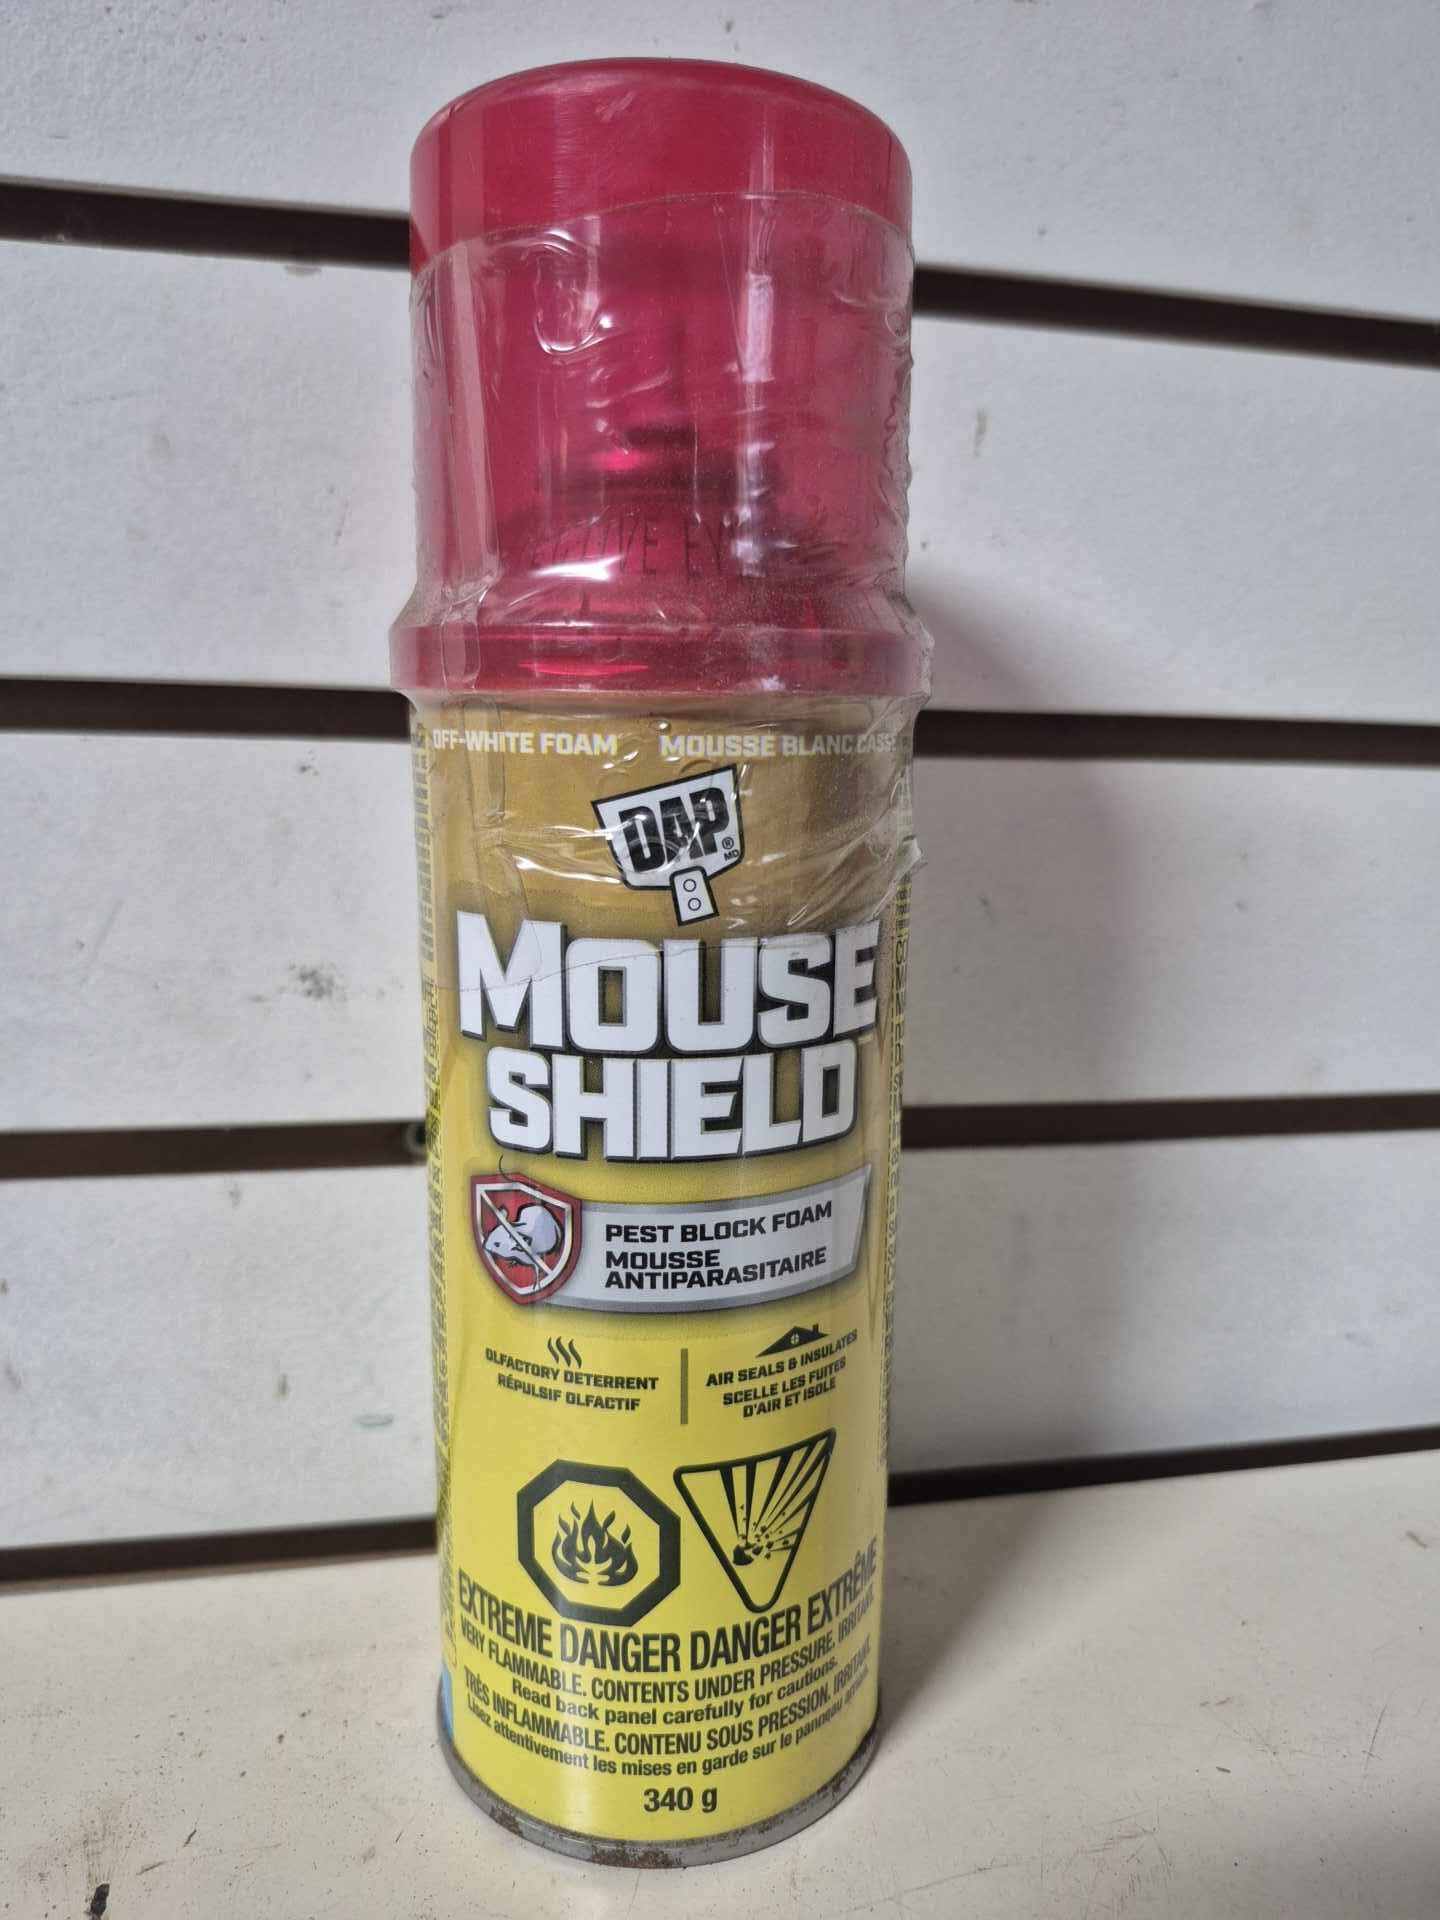 OFF-WHITE FOAM MOUSSE BLANC CASSÉ
DAP®
MD
MOUSE
SHIELD
PEST BLOCK FOAM
MOUSSE
ANTIPARASITAIRE
OLFACTORY DETERRENT
RÉPULSIF OLFACTIF
AIR SEALS & INSULATES
SCELLE LES FUITES
D'AIR ET ISOLE
EXTREME DANGER DANGER EXTRÊME
VERY FLAMMABLE. CONTENTS UNDER PRESSURE. IRRITANT.
Read back panel carefully for cautions.
TRÈS INFLAMMABLE. CONTENU SOUS PRESSION. IRRITANT.
Lisez attentivement les mises en garde sur le panneau
340 g